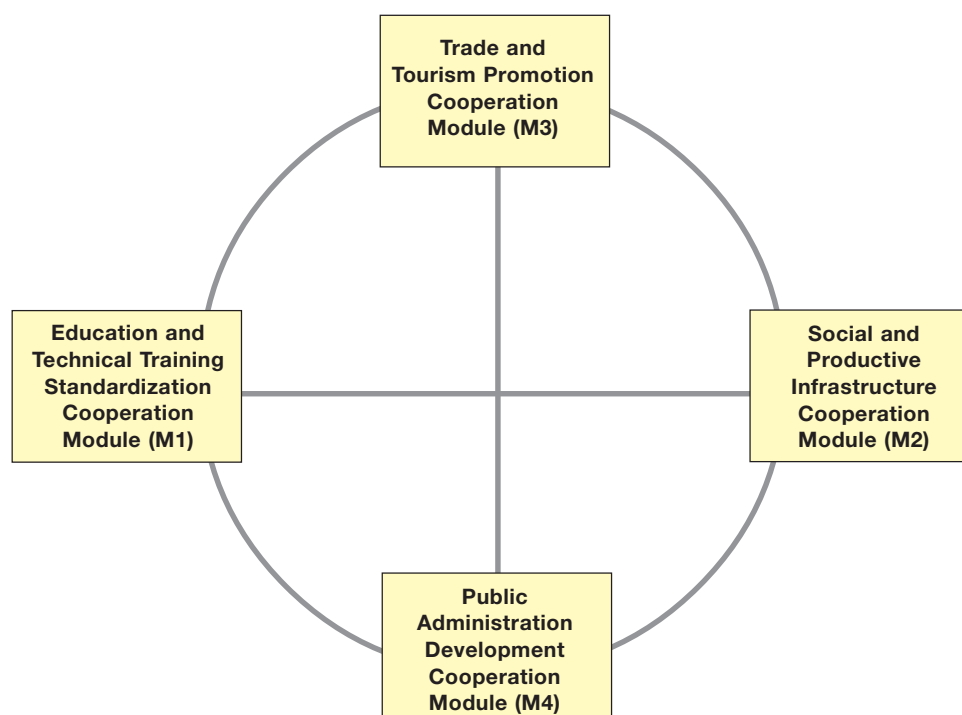 Trade and
Tourism Promotion
Cooperation
Module (M3)
Education and
Technical Training
Standardization
Cooperation
Module (M1)
Social and
Productive
Infrastructure
Cooperation
Module (M2)
Public
Administration
Development
Cooperation
Module (M4)